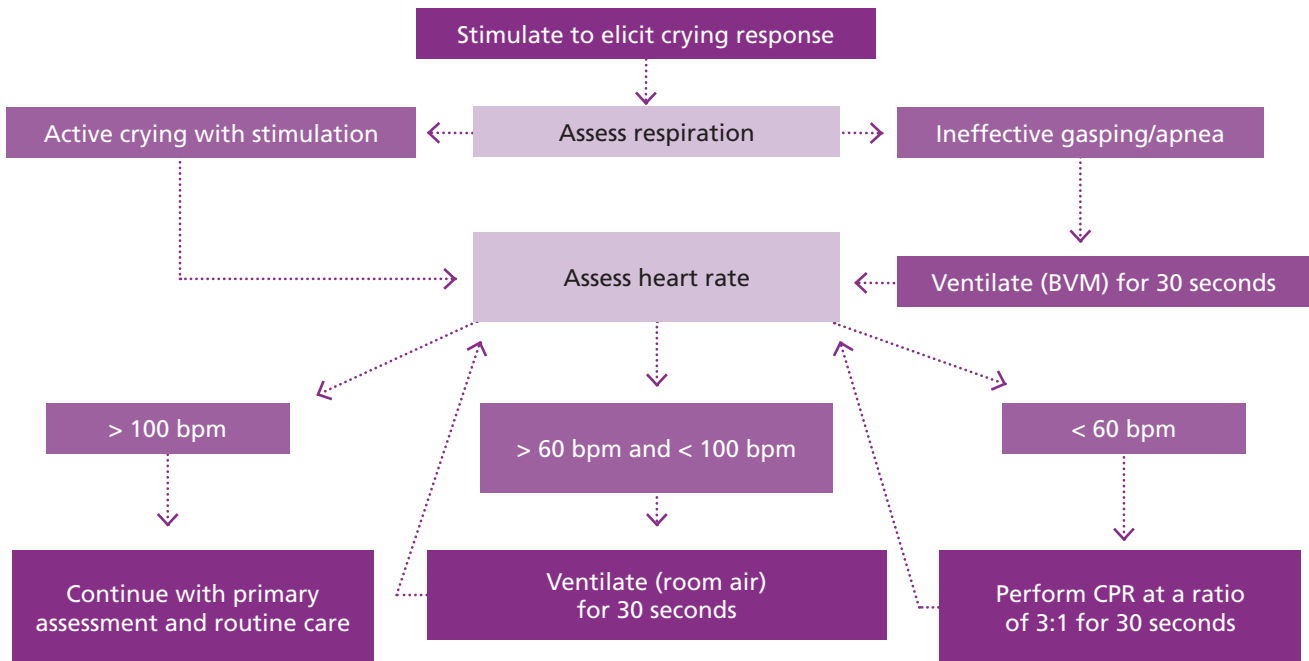 Stimulate to elicit crying response
Active crying with stimulation
Assess respiration
Ineffective gasping/apnea
Assess heart rate
Ventilate (BVM) for 30 seconds
> 100 bpm
> 60 bpm and < 100 bpm
< 60 bpm
Continue with primary
assessment and routine care
Ventilate (room air)
for 30 seconds
Perform CPR at a ratio
of 3:1 for 30 seconds